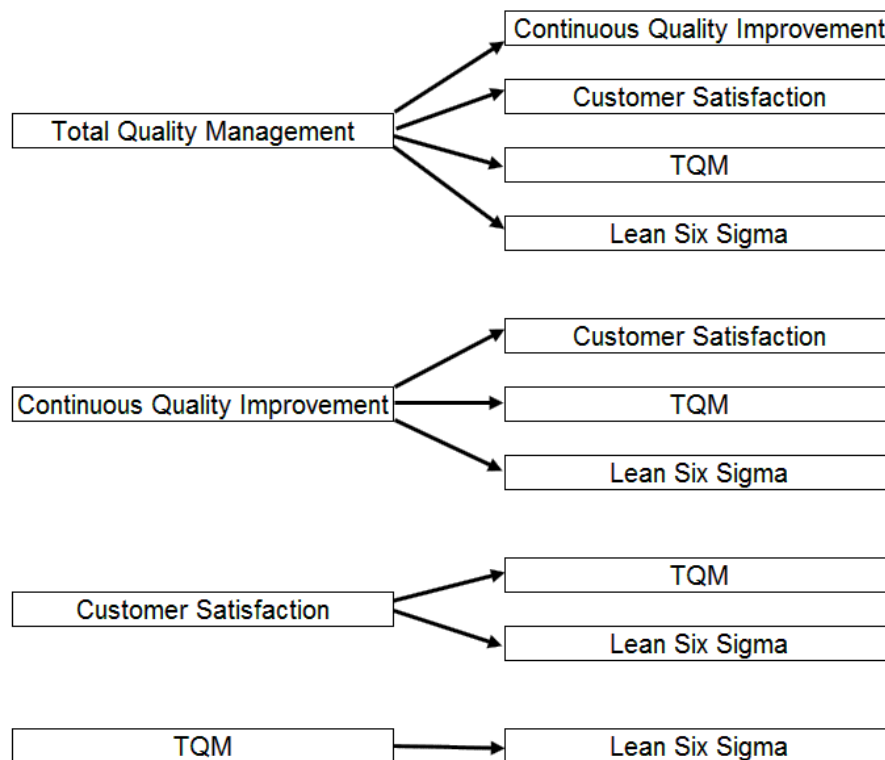 Continuous Quality Improvement
Customer Satisfaction
Total Quality Management
TQM
Lean Six Sigma
Customer Satisfaction
Continuous Quality Improvement
TQM
Lean Six Sigma
TQM
Customer Satisfaction
Lean Six Sigma
TQM
Lean Six Sigma